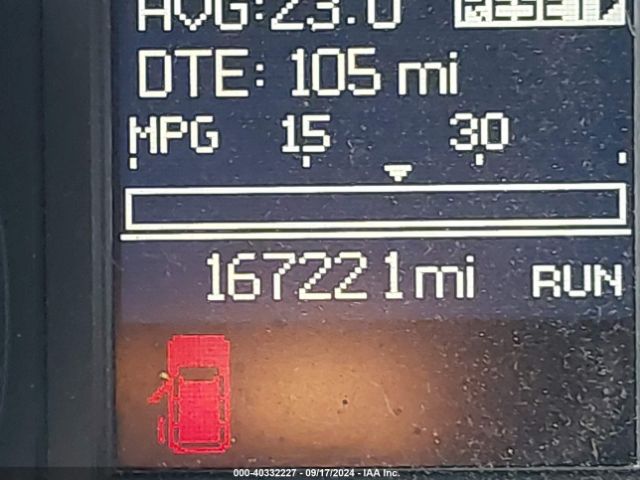 AVG:23.0 RESET
DTE: 105 mi
MPG 15 30
167221 mi RUN
000-40332227 - 09/17/2024 - IAA Inc.